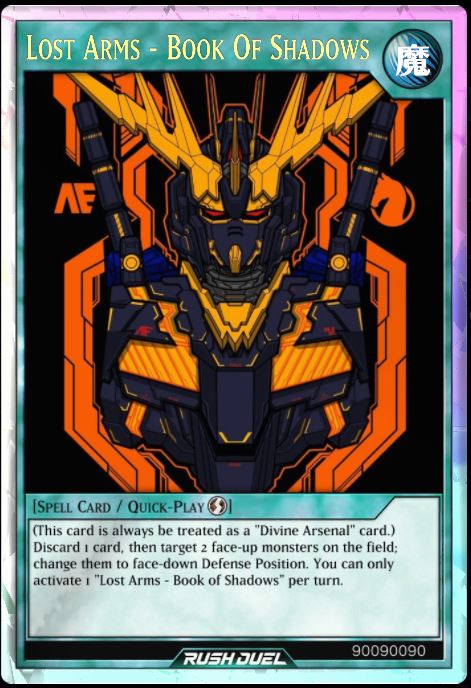 Lost Arms - Book Of Shadows
魔
AE
[Spell Card / Quick-Play]
(This card is always be treated as a "Divine Arsenal" card.)
Discard 1 card, then target 2 face-up monsters on the field;
change them to face-down Defense Position. You can only
activate 1 "Lost Arms - Book of Shadows" per turn.
90090090
RUSH DUEL